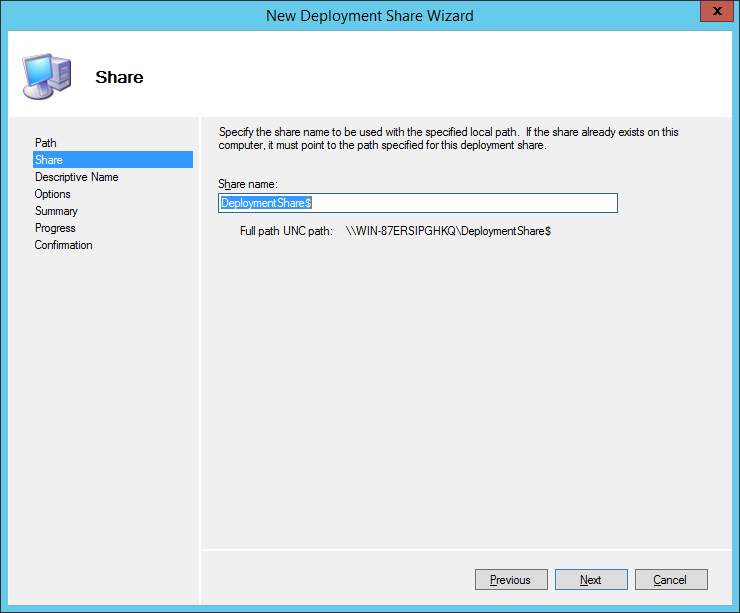 New Deployment Share Wizard
x
Share
Path
Share
Descriptive Name
Options
Summary
Progress
Confirmation
Specify the share name to be used with the specified local path.  If the share already exists on this
computer, it must point to the path specified for this deployment share.
Share name:
DeploymentShare$
Full path UNC path: \\WIN-87ERSIPGHKQ\DeploymentShare$
Previous Next Cancel